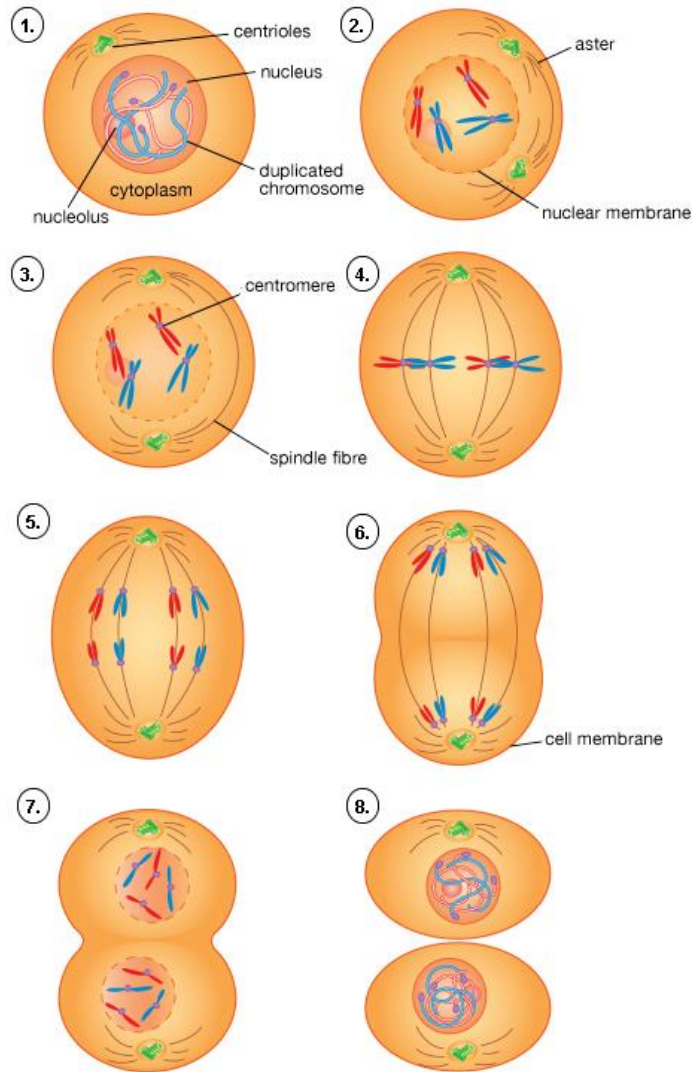 1.
centrioles
nucleus
duplicated
chromosome
cytoplasm
nucleolus
2.
aster
nuclear membrane
3.
centromere
spindle fibre
4.
5.
6.
cell membrane
7.
8.